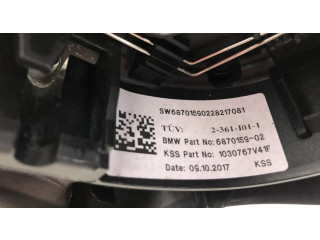 SW68701590228217081
TÜV: 2-361-101-1
BMW Part No: 6870159-02
KSS Part No: 1030767V41F
Date: 09.10.2017 KSS